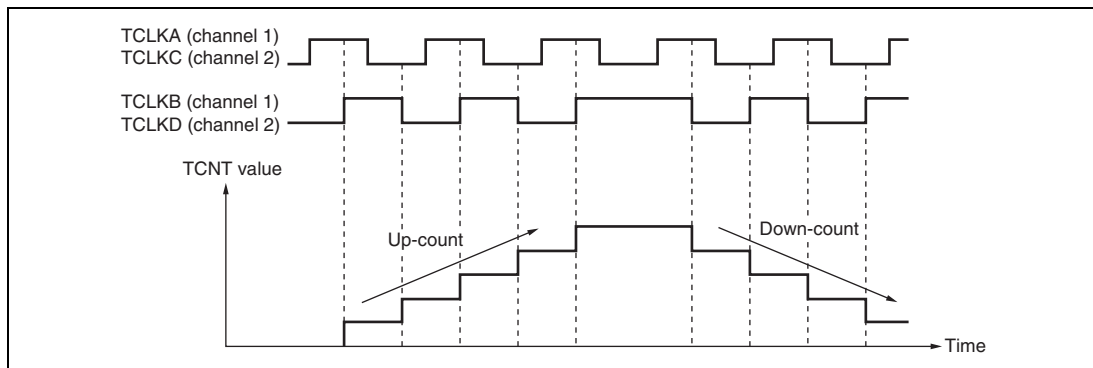 TCLKA (channel 1)
TCLKC (channel 2)
TCLKB (channel 1)
TCLKD (channel 2)
TCNT value
Up-count
Down-count
Time